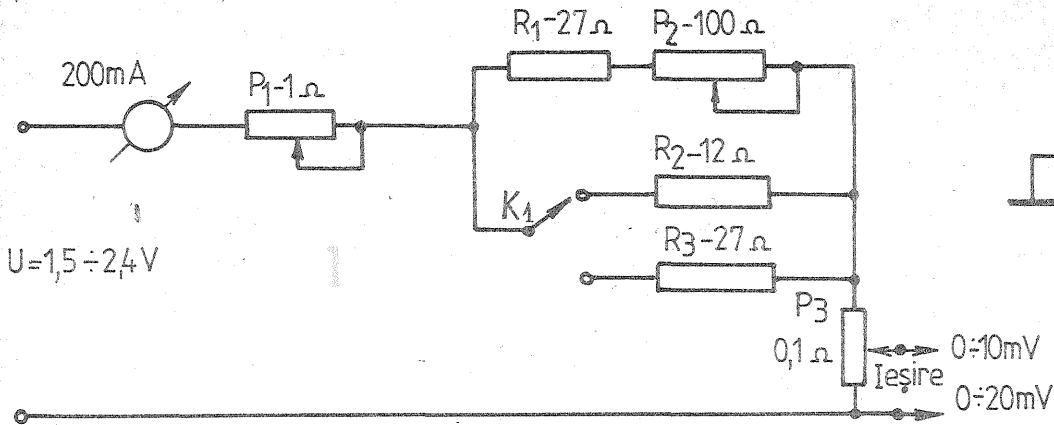 R1-27Ω
P2-100Ω
200mA
P1-1Ω
R2-12Ω
K1
R3-27Ω
U=1,5÷2,4V
P3
0,1Ω
0÷10mV
Ieşire
0÷20mV